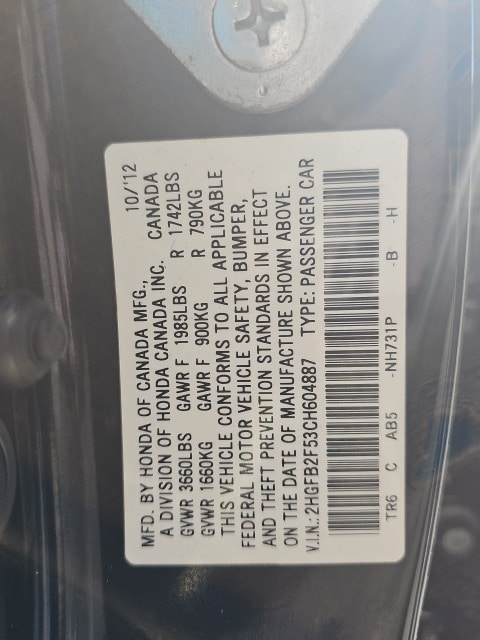 MFD. BY HONDA OF CANADA MFG., 10/'12
A DIVISION OF HONDA CANADA INC. CANADA
GVWR 3660LBS GAWR F 1985LBS R 1742LBS
GVWR 1660KG GAWR F 900KG R 790KG
THIS VEHICLE CONFORMS TO ALL APPLICABLE
FEDERAL MOTOR VEHICLE SAFETY, BUMPER,
AND THEFT PREVENTION STANDARDS IN EFFECT
ON THE DATE OF MANUFACTURE SHOWN ABOVE.
V.I.N.: 2HGFB2F53CH604887 TYPE: PASSENGER CAR
TR6 C AB5 -NH731P -B -H